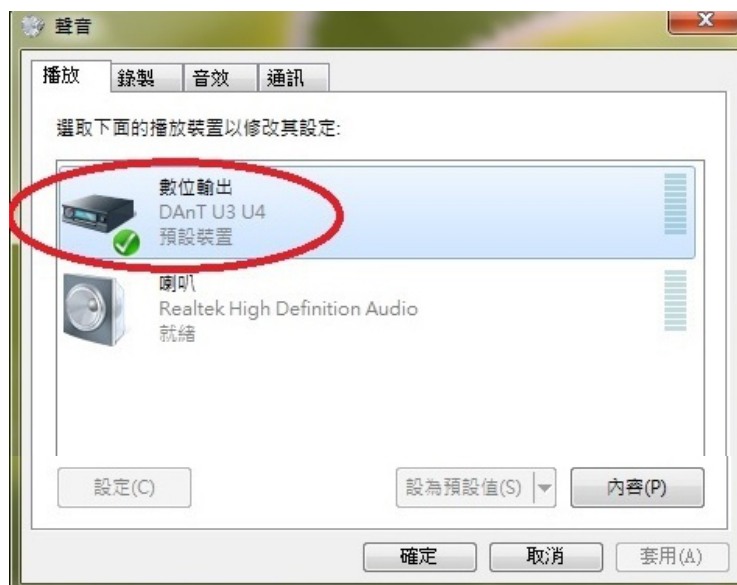 聲音
播放 錄製 音效 通訊
選取下面的播放裝置以修改其設定:
數位輸出
DAnT U3 U4
預設裝置
喇叭
Realtek High Definition Audio
就緒
設定(C) 設為預設值(S) 內容(P)
確定 取消 套用(A)